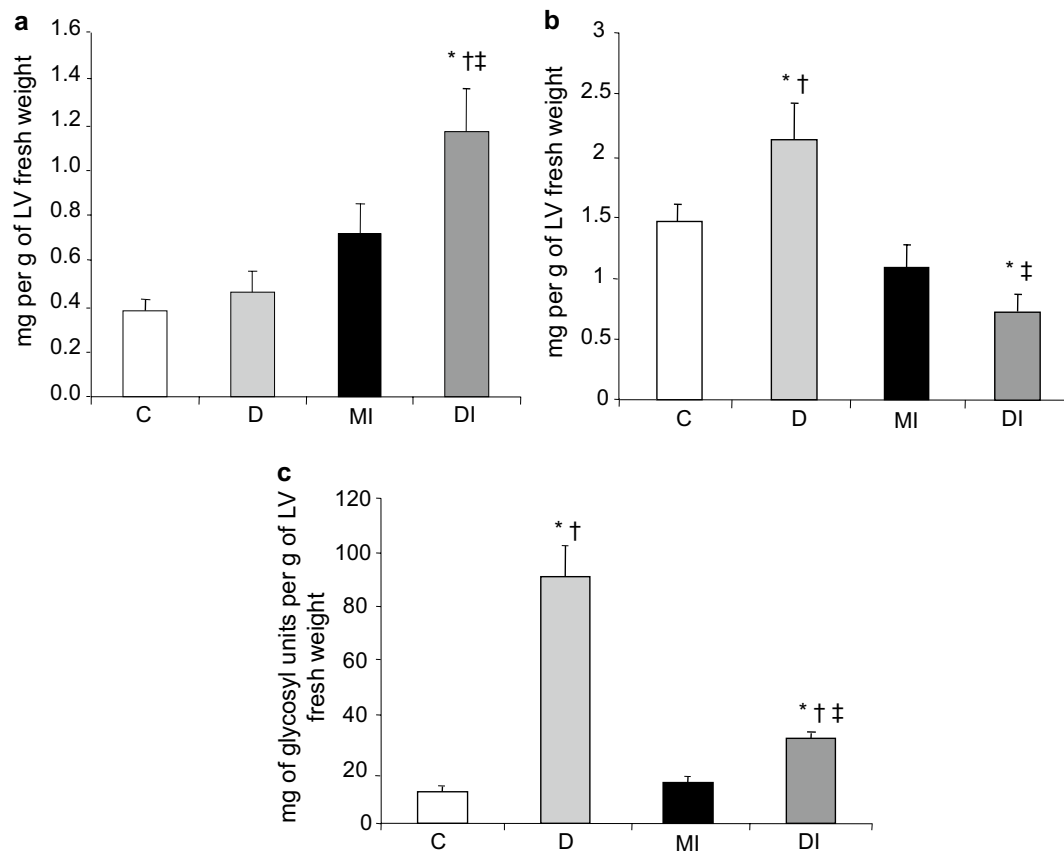 a
mg per g of LV fresh weight
1.6
1.4
1.2
1.0
0.8
0.6
0.4
0.2
0.0
* †‡
C D MI DI
b
mg per g of LV fresh weight
3
2.5
2
1.5
1
0.5
0
* †
* ‡
C D MI DI
c
mg of glycosyl units per g of LV
fresh weight
120
100
80
60
40
20
0
* †
* † ‡
C D MI DI